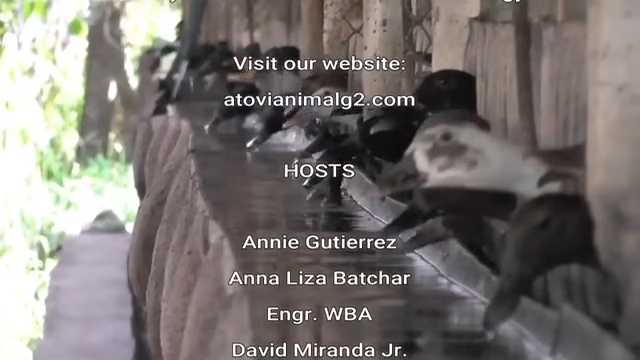 Visit our website:
atovianimalg2.com
HOSTS
Annie Gutierrez
Anna Liza Batchar
Engr. WBA
David Miranda Jr.